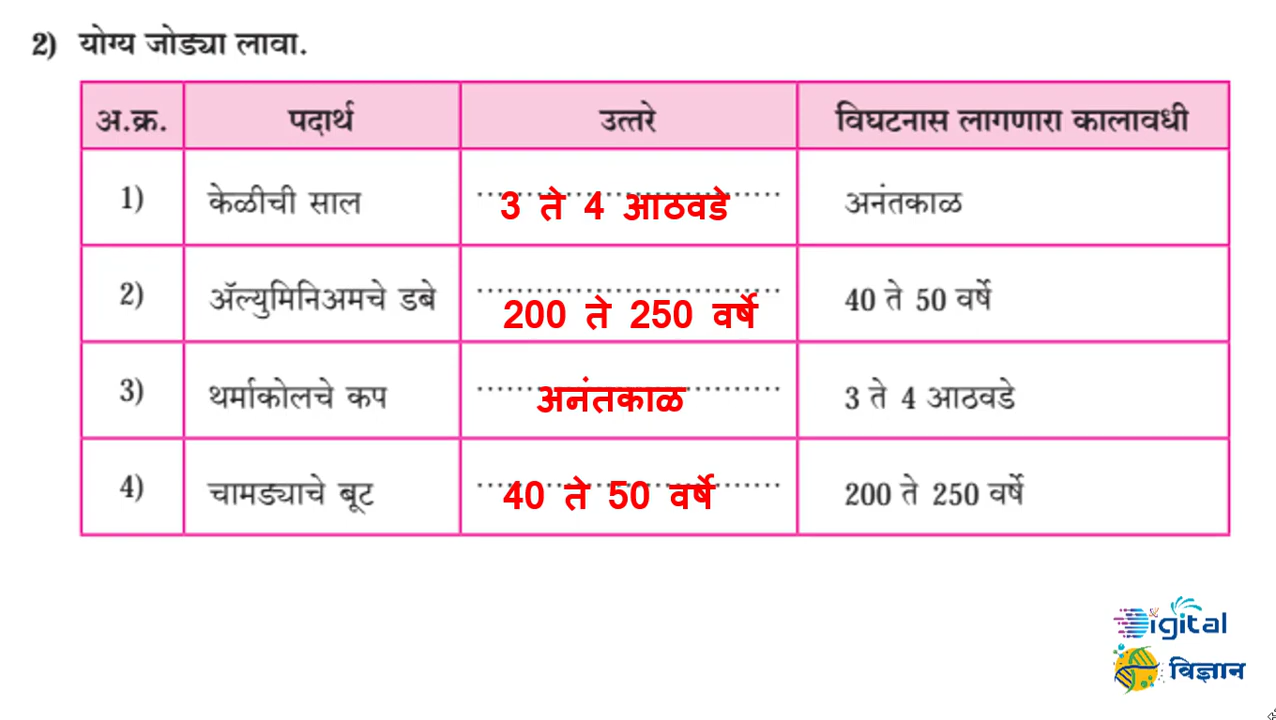 2) योग्य जोड्या लावा.
अ.क्र. पदार्थ उत्तरे विघटनास लागणारा कालावधी
1) केळीची साल 3 ते 4 आठवडे अनंतकाळ
2) ॲल्युमिनिअमचे डबे 200 ते 250 वर्षे 40 ते 50 वर्षे
3) थर्माकोलचे कप अनंतकाळ 3 ते 4 आठवडे
4) चामड्याचे बूट 40 ते 50 वर्षे 200 ते 250 वर्षे
Digital
विज्ञान